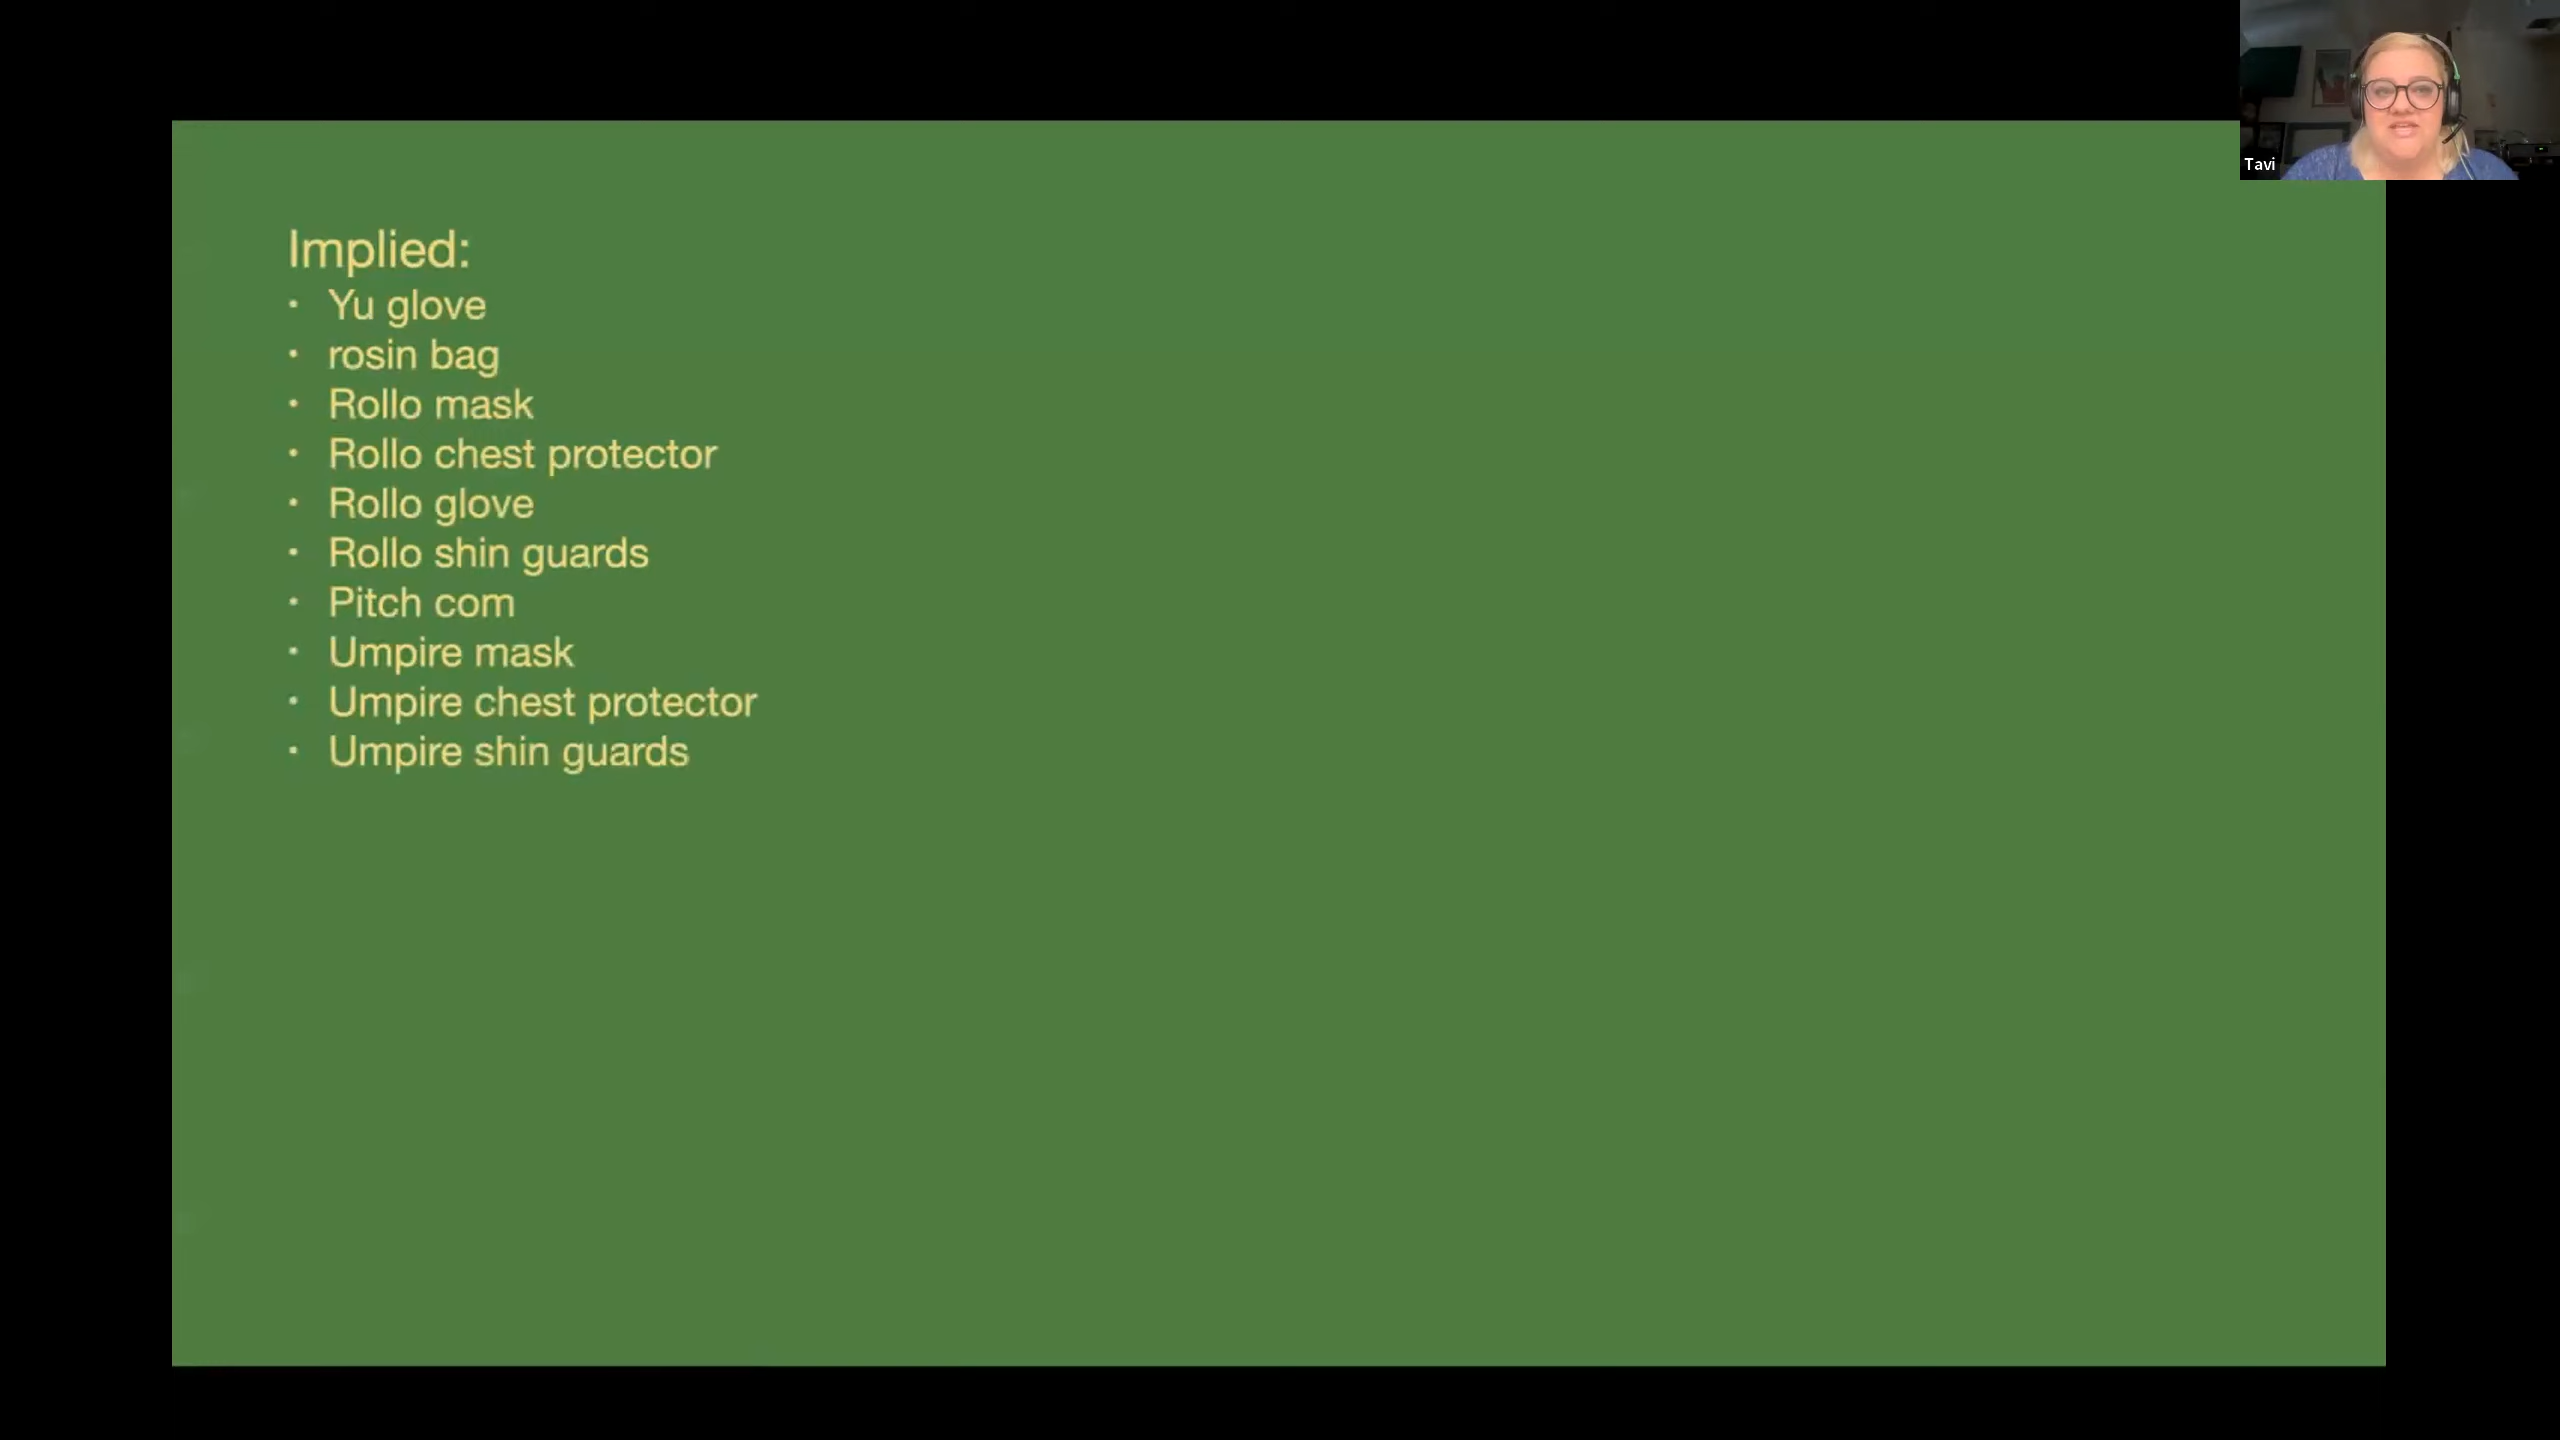 Tavi
Implied:
• Yu glove
• rosin bag
• Rollo mask
• Rollo chest protector
• Rollo glove
• Rollo shin guards
• Pitch com
• Umpire mask
• Umpire chest protector
• Umpire shin guards